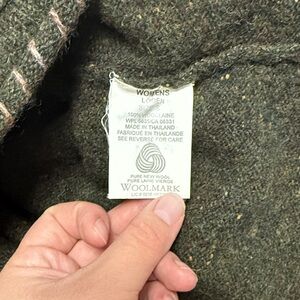 WOMENS
LODEN
100% WOOL/LAINE
MADE IN THAILAND
FABRIQUÉ EN THAILANDE
SEE REVERSE FOR CARE
PURE NEW WOOL
PURE LAINE VIERGE
WOOLMARK